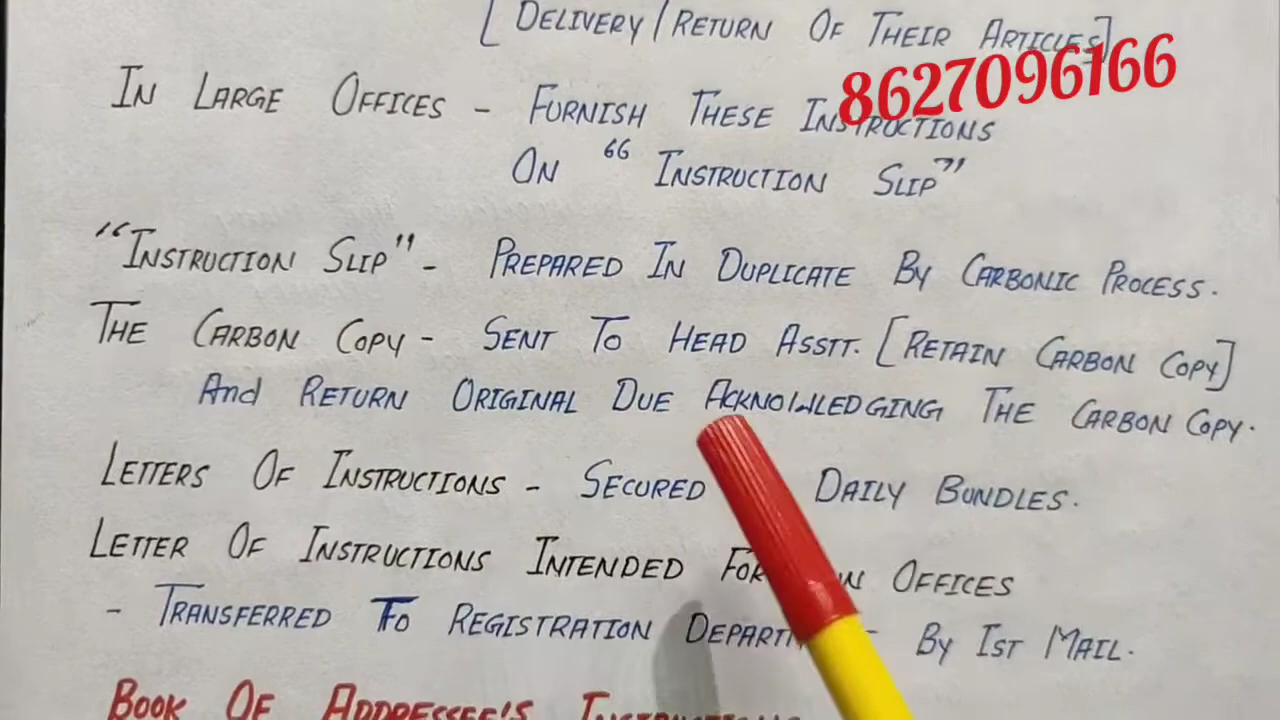 [DELIVERY/RETURN OF THEIR ARTICLES]
8627096166
IN LARGE OFFICES - FURNISH THESE INSTRUCTIONS
ON "INSTRUCTION SLIP"
"INSTRUCTION SLIP" - PREPARED IN DUPLICATE BY CARBONIC PROCESS.
THE CARBON COPY - SENT TO HEAD ASSTT. [RETAIN CARBON COPY]
And RETURN ORIGINAL DUE ACKNOWLEDGING THE CARBON COPY.
LETTERS OF INSTRUCTIONS - SECURED DAILY BUNDLES.
LETTER OF INSTRUCTIONS INTENDED OFFICES
- TRANSFERRED TO REGISTRATION - BY IST MAIL.
BOOK OF ADDRESSEE'S